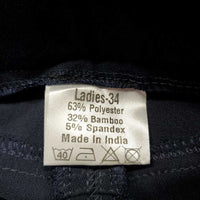 Ladies-34
63% Polyester
32% Bamboo
5% Spandex
Made In India
40